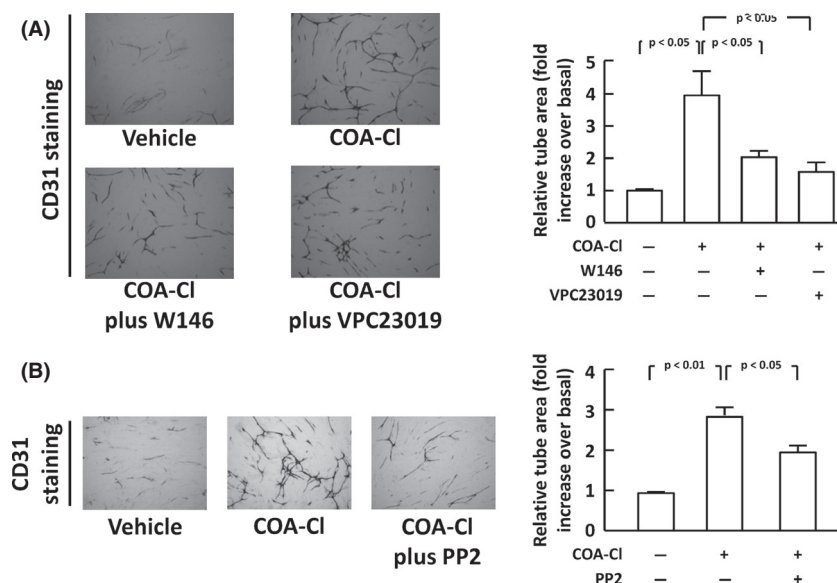 (A)
CD31 staining
Vehicle
COA-Cl
COA-Cl
plus W146
COA-Cl
plus VPC23019
Relative tube area (fold
increase over basal)
5
4
3
2
1
0
p < 0.05
p < 0.05
p < 0.05
COA-Cl — + + +
W146 — — + —
VPC23019 — — — +
(B)
CD31
staining
Vehicle
COA-Cl
COA-Cl
plus PP2
Relative tube area (fold
increase over basal)
4
3
2
1
0
p < 0.01
p < 0.05
COA-Cl — + +
PP2 — — +